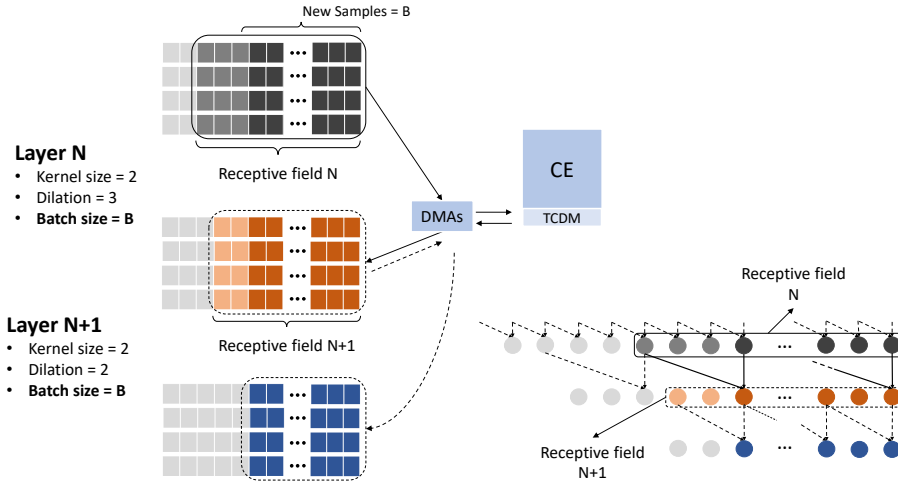 New Samples = B
Receptive field N
Layer N
• Kernel size = 2
• Dilation = 3
• Batch size = B
CE
TCDM
DMAs
Receptive field N+1
Layer N+1
• Kernel size = 2
• Dilation = 2
• Batch size = B
Receptive field
N
...
...
...
Receptive field
N+1